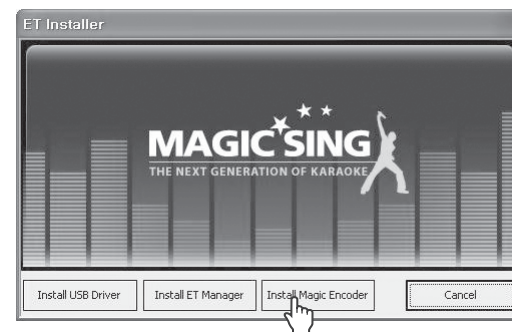 ET Installer
MAGIC SING
THE NEXT GENERATION OF KARAOKE
Install USB Driver
Install ET Manager
Install Magic Encoder
Cancel